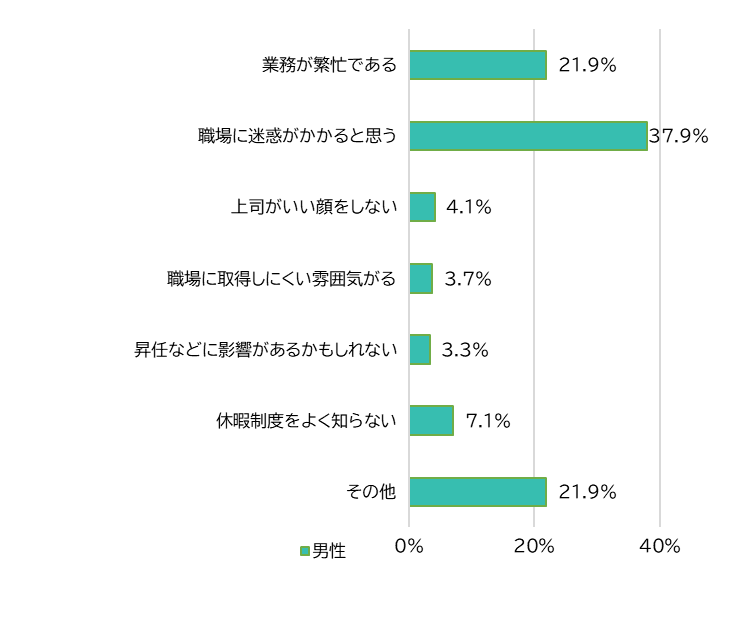 業務が繁忙である 21.9%
職場に迷惑がかかると思う 37.9%
上司がいい顔をしない 4.1%
職場に取得しにくい雰囲気がる 3.7%
昇任などに影響があるかもしれない 3.3%
休暇制度をよく知らない 7.1%
その他 21.9%
男性 0% 20% 40%